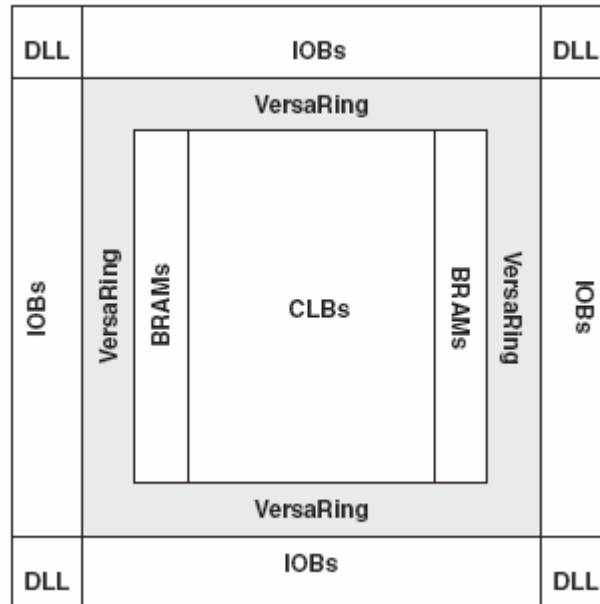 DLL IOBs DLL
VersaRing
IOBs VersaRing BRAMs CLBs BRAMs VersaRing IOBs
VersaRing
DLL IOBs DLL